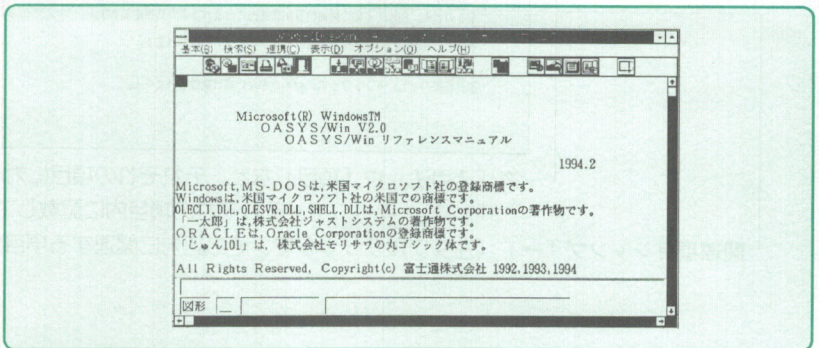 基本(B) 検索(S) 連携(C) 表示(D) オプション(O) ヘルプ(H)
Microsoft(R) WindowsTM
OASYS/Win V2.0
OASYS/Win リファレンスマニュアル
1994.2
Microsoft,MS-DOSは,米国マイクロソフト社の登録商標です。
Windowsは,米国マイクロソフト社の米国での商標です。
OLECLI.DLL,OLESVR.DLL,SHELL.DLLは,Microsoft Corporationの著作物です。
「一太郎」は,株式会社ジャストシステムの著作物です。
ORACLEは,Oracle Corporationの登録商標です。
「じゅん101」は, 株式会社モリサワの丸ゴシック体です。
All Rights Reserved, Copyright(c) 富士通株式会社 1992,1993,1994
図形